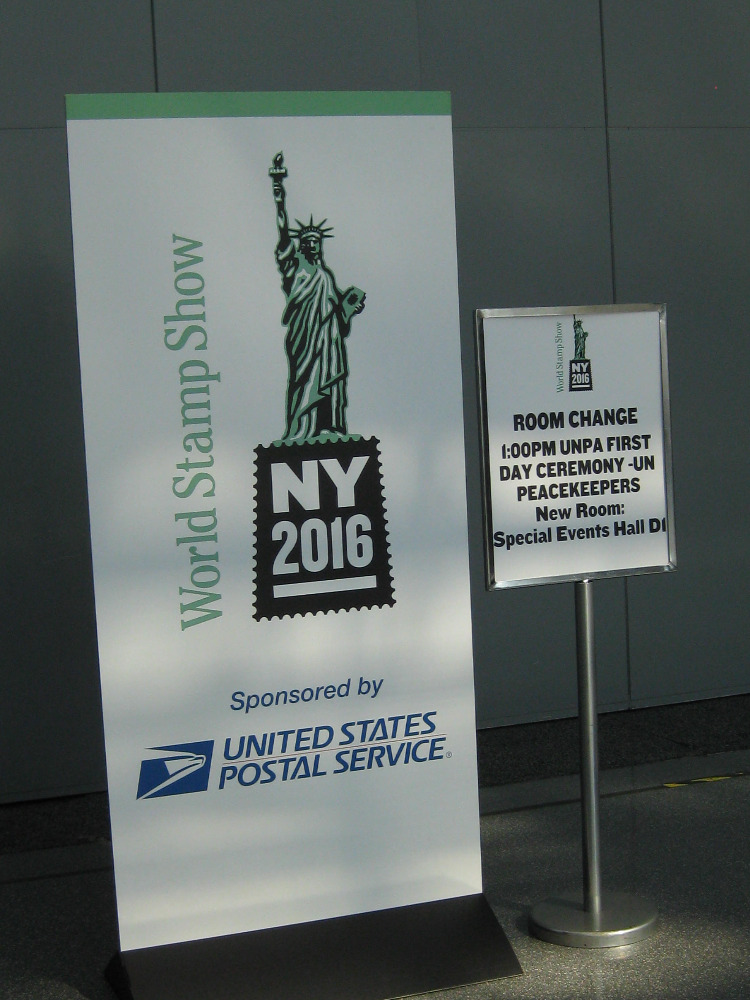 World Stamp Show
NY
2016
Sponsored by
UNITED STATES
POSTAL SERVICE®
World Stamp Show
NY
2016
ROOM CHANGE
1:00PM UNPA FIRST
DAY CEREMONY -UN
PEACEKEEPERS
New Room:
Special Events Hall D1